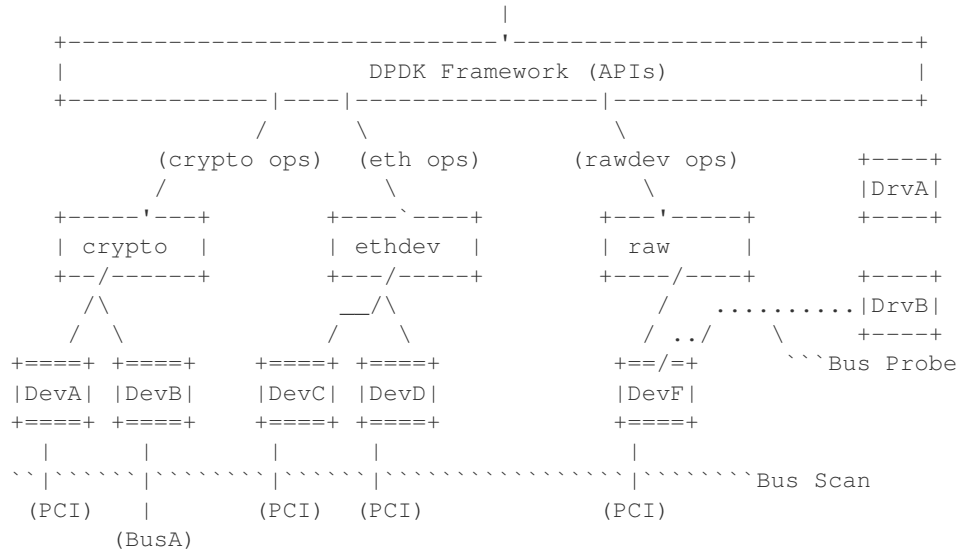 DPDK Framework (APIs)
(crypto ops) (eth ops) (rawdev ops)
DrvA
crypto ethdev raw
DrvB
Bus Probe
DevA DevB DevC DevD DevF
Bus Scan
(PCI) (PCI) (PCI) (PCI)
(BusA)